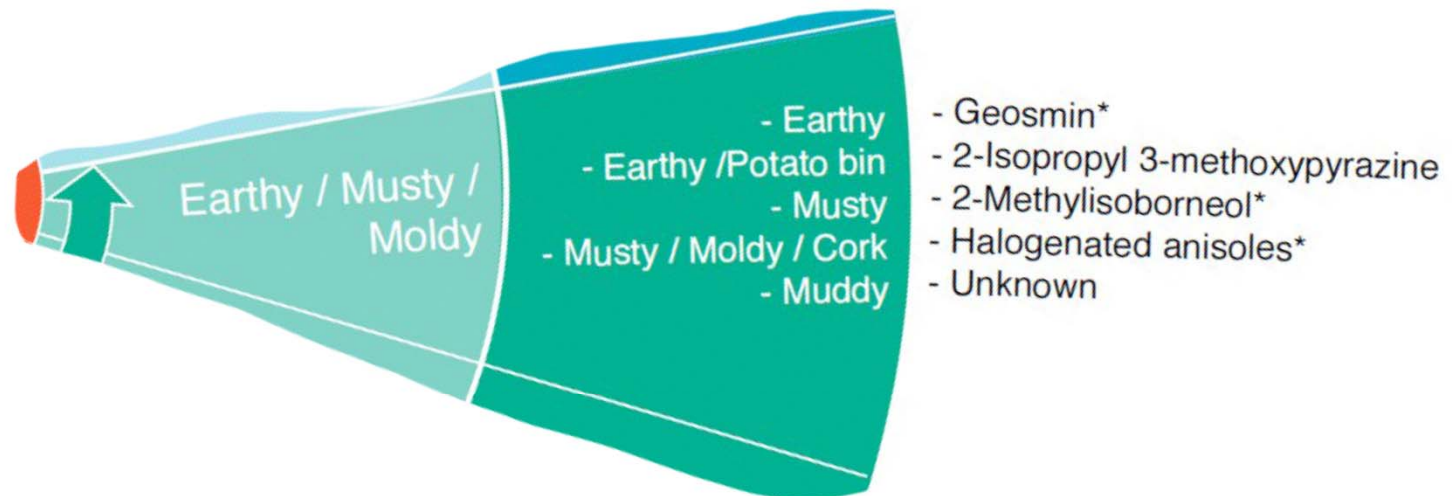 Earthy / Musty /
Moldy
- Earthy
- Earthy /Potato bin
- Musty
- Musty / Moldy / Cork
- Muddy
- Geosmin*
- 2-Isopropyl 3-methoxypyrazine
- 2-Methylisoborneol*
- Halogenated anisoles*
- Unknown